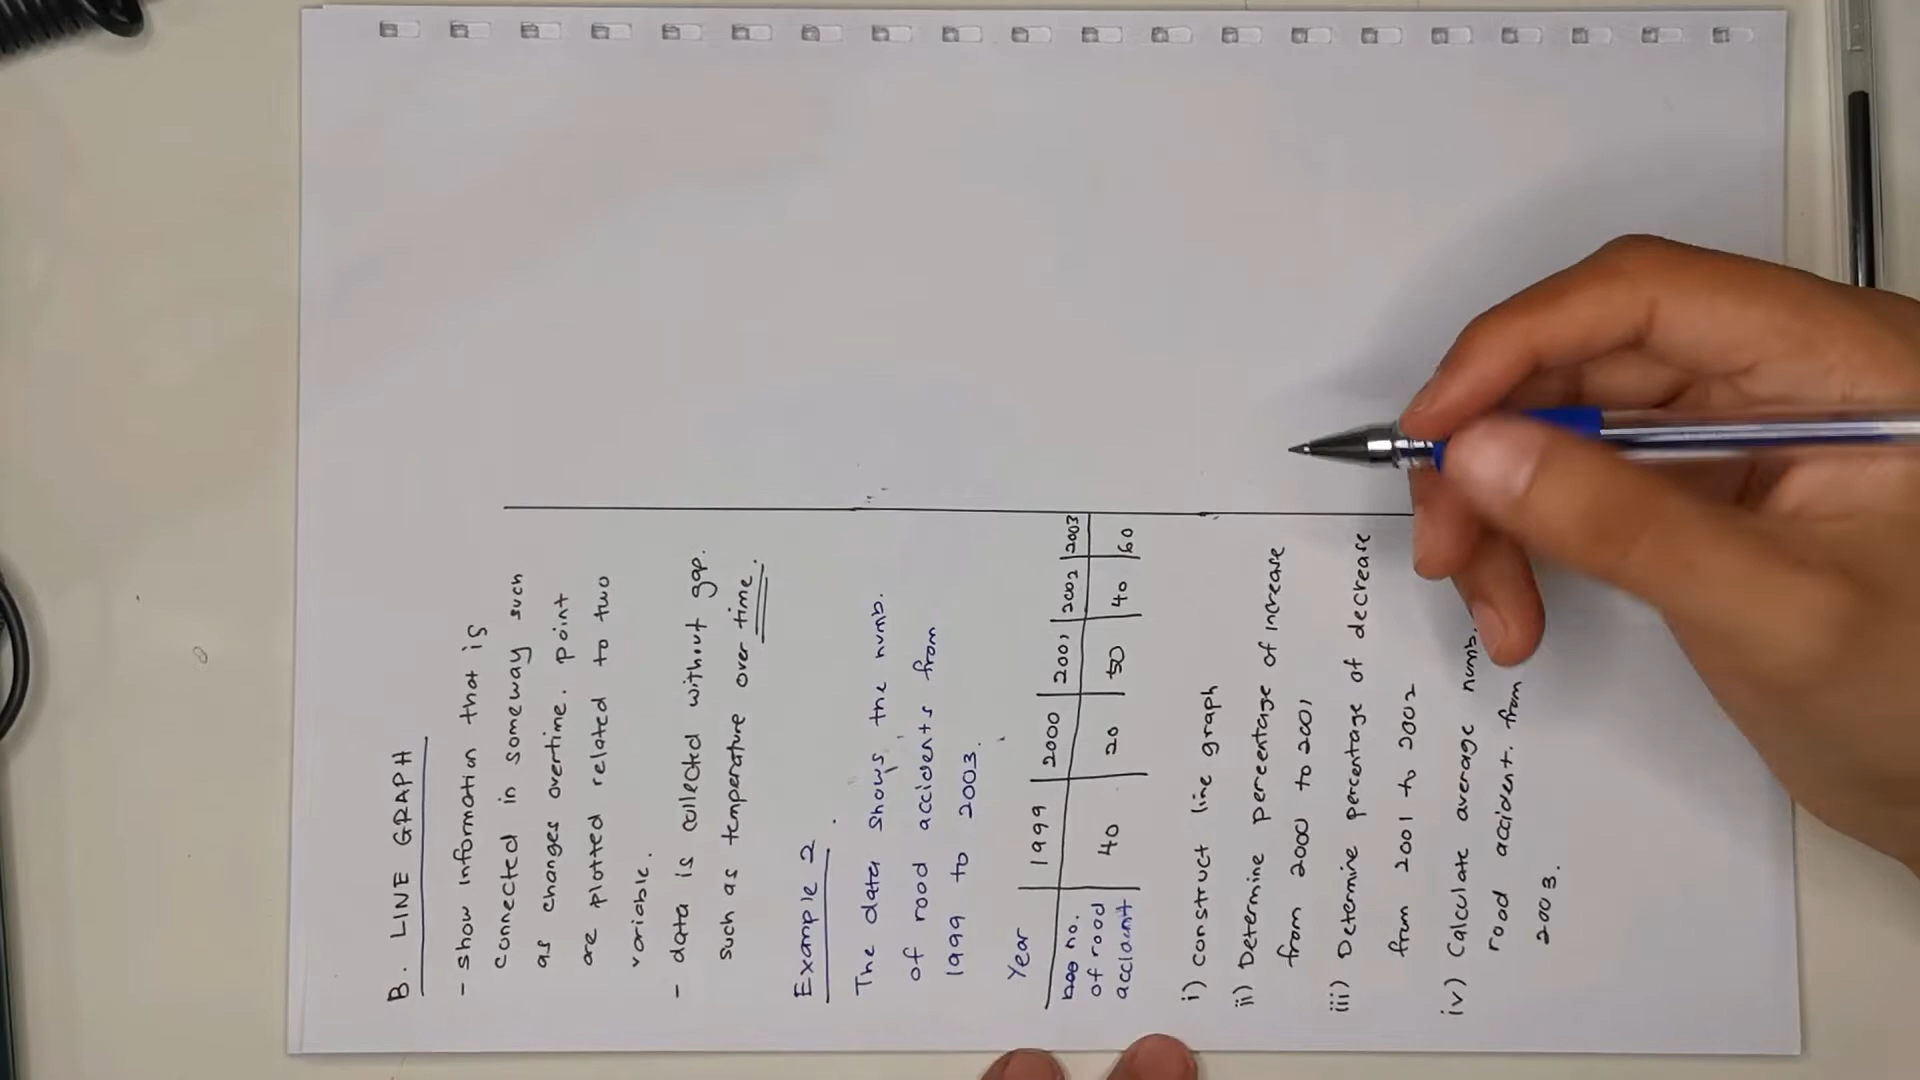 B. LINE GRAPH
- show information that is
connected in someway such
as changes overtime. point
are plotted related to two
variable.
- data is collected without gap.
such as temperature over time.
Example 2
The data shows the numb.
of road accidents from
1999 to 2003.
Year | 1999 | 2000 | 2001 | 2002 | 2003
no. of road | 40 | 20 | 50 | 40 | 60
i) construct line graph
ii) Determine percentage of increase
from 2000 to 2001
iii) Determine percentage of decrease
from 2001 to 2002
iv) Calculate average numb.
road accident. from
2003.